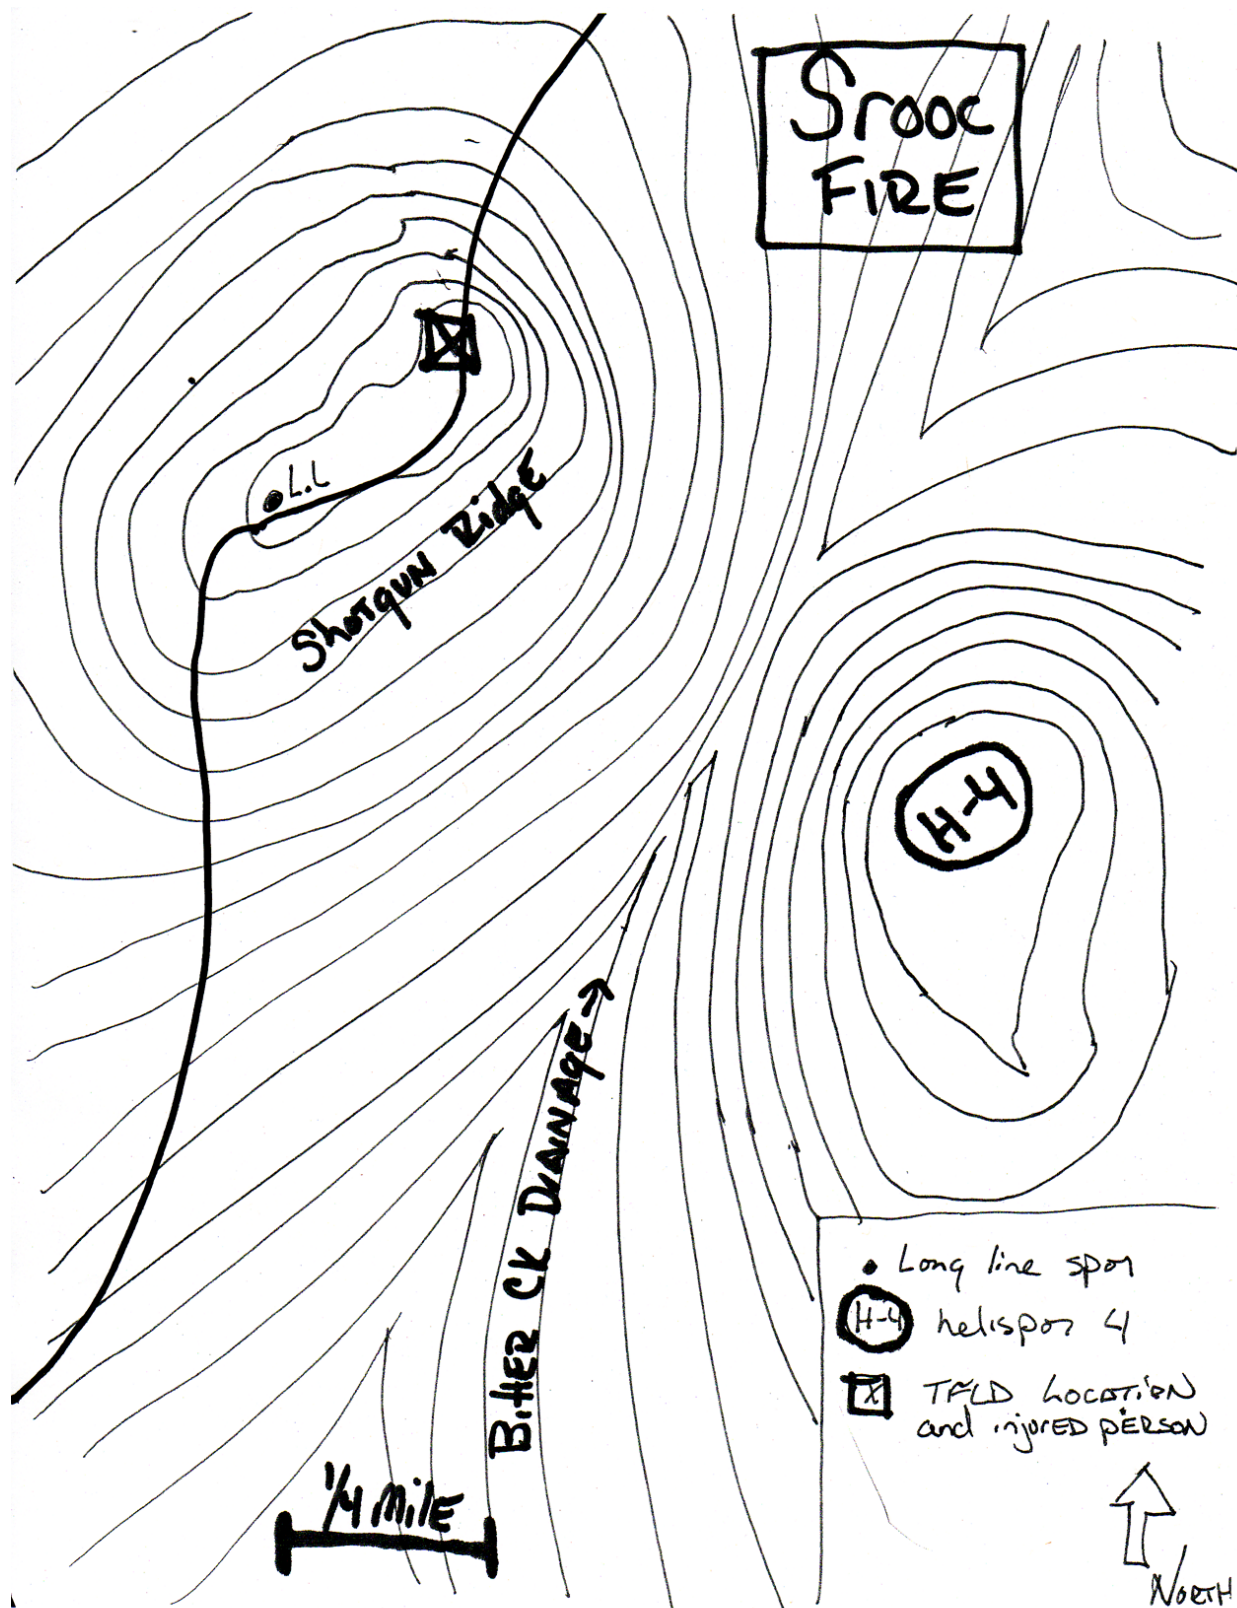 Srooc
FIRE
L.L
Shotgun Ridge
H-4
Bitter CK DRAINAGE →
Long line spot
H-4 helispot 4
X TFLD LOCATION
and injured person
1/4 Mile
North